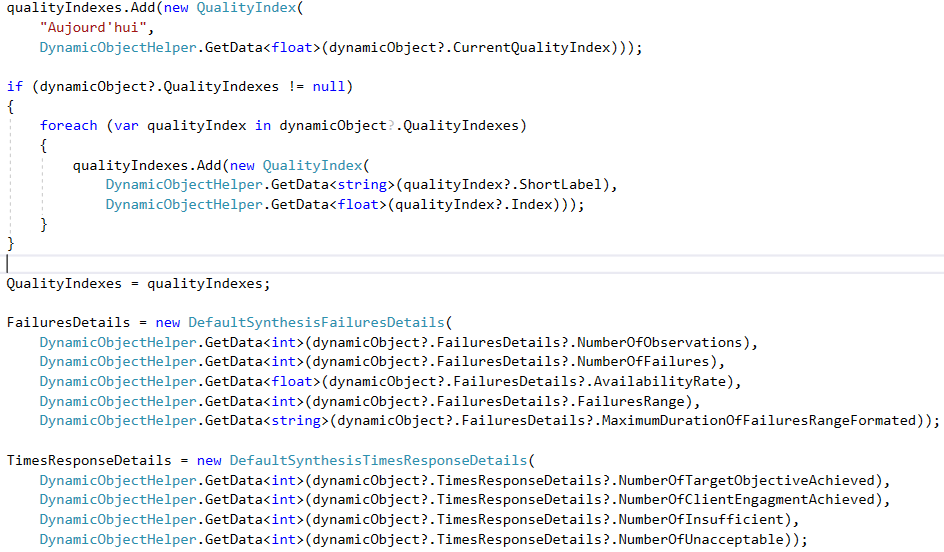 qualityIndexes.Add(new QualityIndex(
"Aujourd'hui",
DynamicObjectHelper.GetData<float>(dynamicObject?.CurrentQualityIndex)));
if (dynamicObject?.QualityIndexes != null)
{
foreach (var qualityIndex in dynamicObject?.QualityIndexes)
{
qualityIndexes.Add(new QualityIndex(
DynamicObjectHelper.GetData<string>(qualityIndex?.ShortLabel),
DynamicObjectHelper.GetData<float>(qualityIndex?.Index)));
}
}
QualityIndexes = qualityIndexes;
FailuresDetails = new DefaultSynthesisFailuresDetails(
DynamicObjectHelper.GetData<int>(dynamicObject?.FailuresDetails?.NumberOfObservations),
DynamicObjectHelper.GetData<int>(dynamicObject?.FailuresDetails?.NumberOfFailures),
DynamicObjectHelper.GetData<float>(dynamicObject?.FailuresDetails?.AvailabilityRate),
DynamicObjectHelper.GetData<int>(dynamicObject?.FailuresDetails?.FailuresRange),
DynamicObjectHelper.GetData<string>(dynamicObject?.FailuresDetails?.MaximumDurationOfFailuresRangeFormated));
TimesResponseDetails = new DefaultSynthesisTimesResponseDetails(
DynamicObjectHelper.GetData<int>(dynamicObject?.TimesResponseDetails?.NumberOfTargetObjectiveAchieved),
DynamicObjectHelper.GetData<int>(dynamicObject?.TimesResponseDetails?.NumberOfClientEngagmentAchieved),
DynamicObjectHelper.GetData<int>(dynamicObject?.TimesResponseDetails?.NumberOfInsufficient),
DynamicObjectHelper.GetData<int>(dynamicObject?.TimesResponseDetails?.NumberOfUnacceptable));